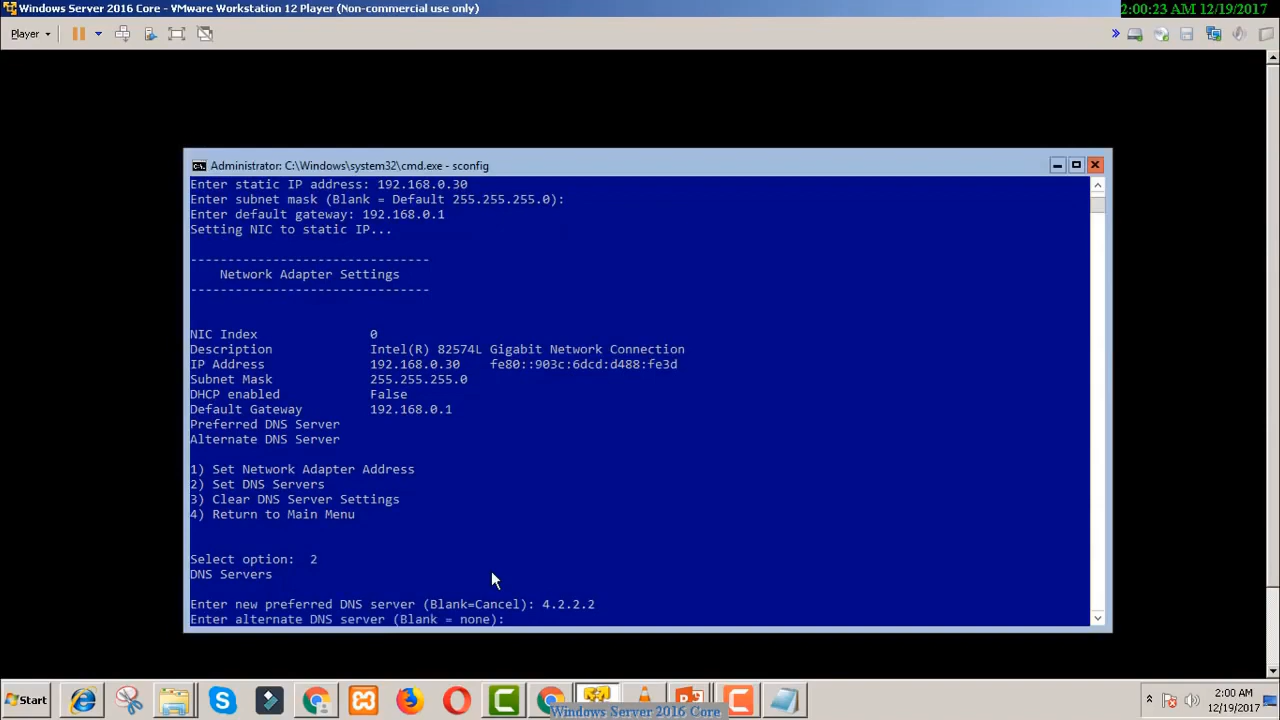 Windows Server 2016 Core - VMware Workstation 12 Player (Non-commercial use only)
2:00:23 AM 12/19/2017
Player
Administrator: C:\Windows\system32\cmd.exe - sconfig
Enter static IP address: 192.168.0.30
Enter subnet mask (Blank = Default 255.255.255.0):
Enter default gateway: 192.168.0.1
Setting NIC to static IP...
--------------------------------
Network Adapter Settings
--------------------------------
NIC Index 0
Description Intel(R) 82574L Gigabit Network Connection
IP Address 192.168.0.30 fe80::903c:6dcd:d488:fe3d
Subnet Mask 255.255.255.0
DHCP enabled False
Default Gateway 192.168.0.1
Preferred DNS Server
Alternate DNS Server
1) Set Network Adapter Address
2) Set DNS Servers
3) Clear DNS Server Settings
4) Return to Main Menu
Select option: 2
DNS Servers
Enter new preferred DNS server (Blank=Cancel): 4.2.2.2
Enter alternate DNS server (Blank = none):
Start
2:00 AM
12/19/2017
Windows Server 2016 Core